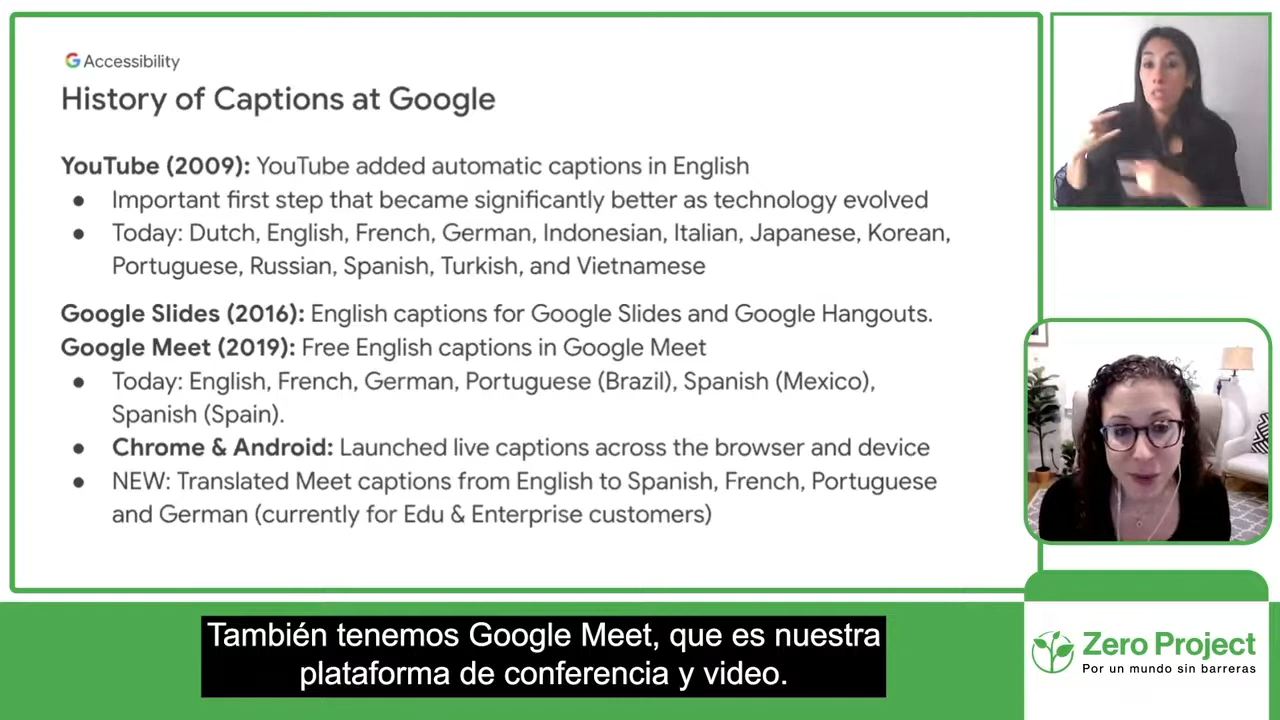 Accessibility
History of Captions at Google
YouTube (2009): YouTube added automatic captions in English
● Important first step that became significantly better as technology evolved
● Today: Dutch, English, French, German, Indonesian, Italian, Japanese, Korean,
Portuguese, Russian, Spanish, Turkish, and Vietnamese
Google Slides (2016): English captions for Google Slides and Google Hangouts.
Google Meet (2019): Free English captions in Google Meet
● Today: English, French, German, Portuguese (Brazil), Spanish (Mexico),
Spanish (Spain).
● Chrome & Android: Launched live captions across the browser and device
● NEW: Translated Meet captions from English to Spanish, French, Portuguese
and German (currently for Edu & Enterprise customers)
También tenemos Google Meet, que es nuestra
plataforma de conferencia y video.
Zero Project
Por un mundo sin barreras